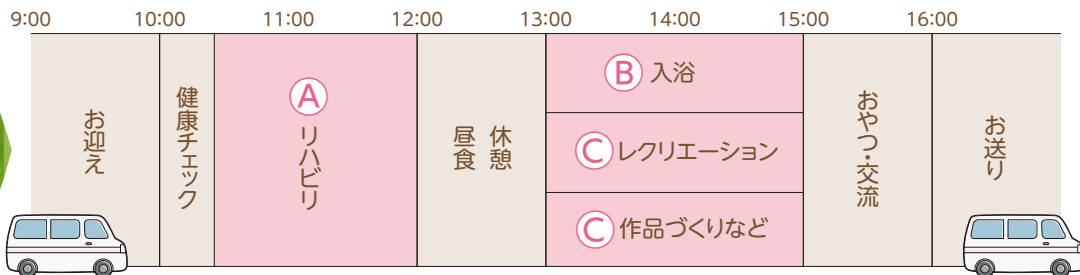 9:00 10:00 11:00 12:00 13:00 14:00 15:00 16:00
お迎え
健康チェック
A リハビリ
昼食
休憩
B 入浴
C レクリエーション
C 作品づくりなど
おやつ・交流
お送り